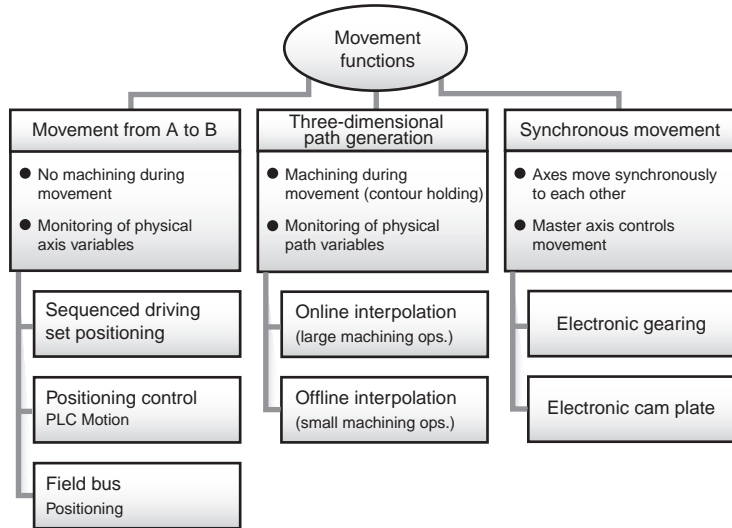 Movement
functions
Movement from A to B
● No machining during
movement
● Monitoring of physical
axis variables
Sequenced driving
set positioning
Positioning control
PLC Motion
Field bus
Positioning
Three-dimensional
path generation
● Machining during
movement (contour holding)
● Monitoring of physical
path variables
Online interpolation
(large machining ops.)
Offline interpolation
(small machining ops.)
Synchronous movement
● Axes move synchronously
to each other
● Master axis controls
movement
Electronic gearing
Electronic cam plate